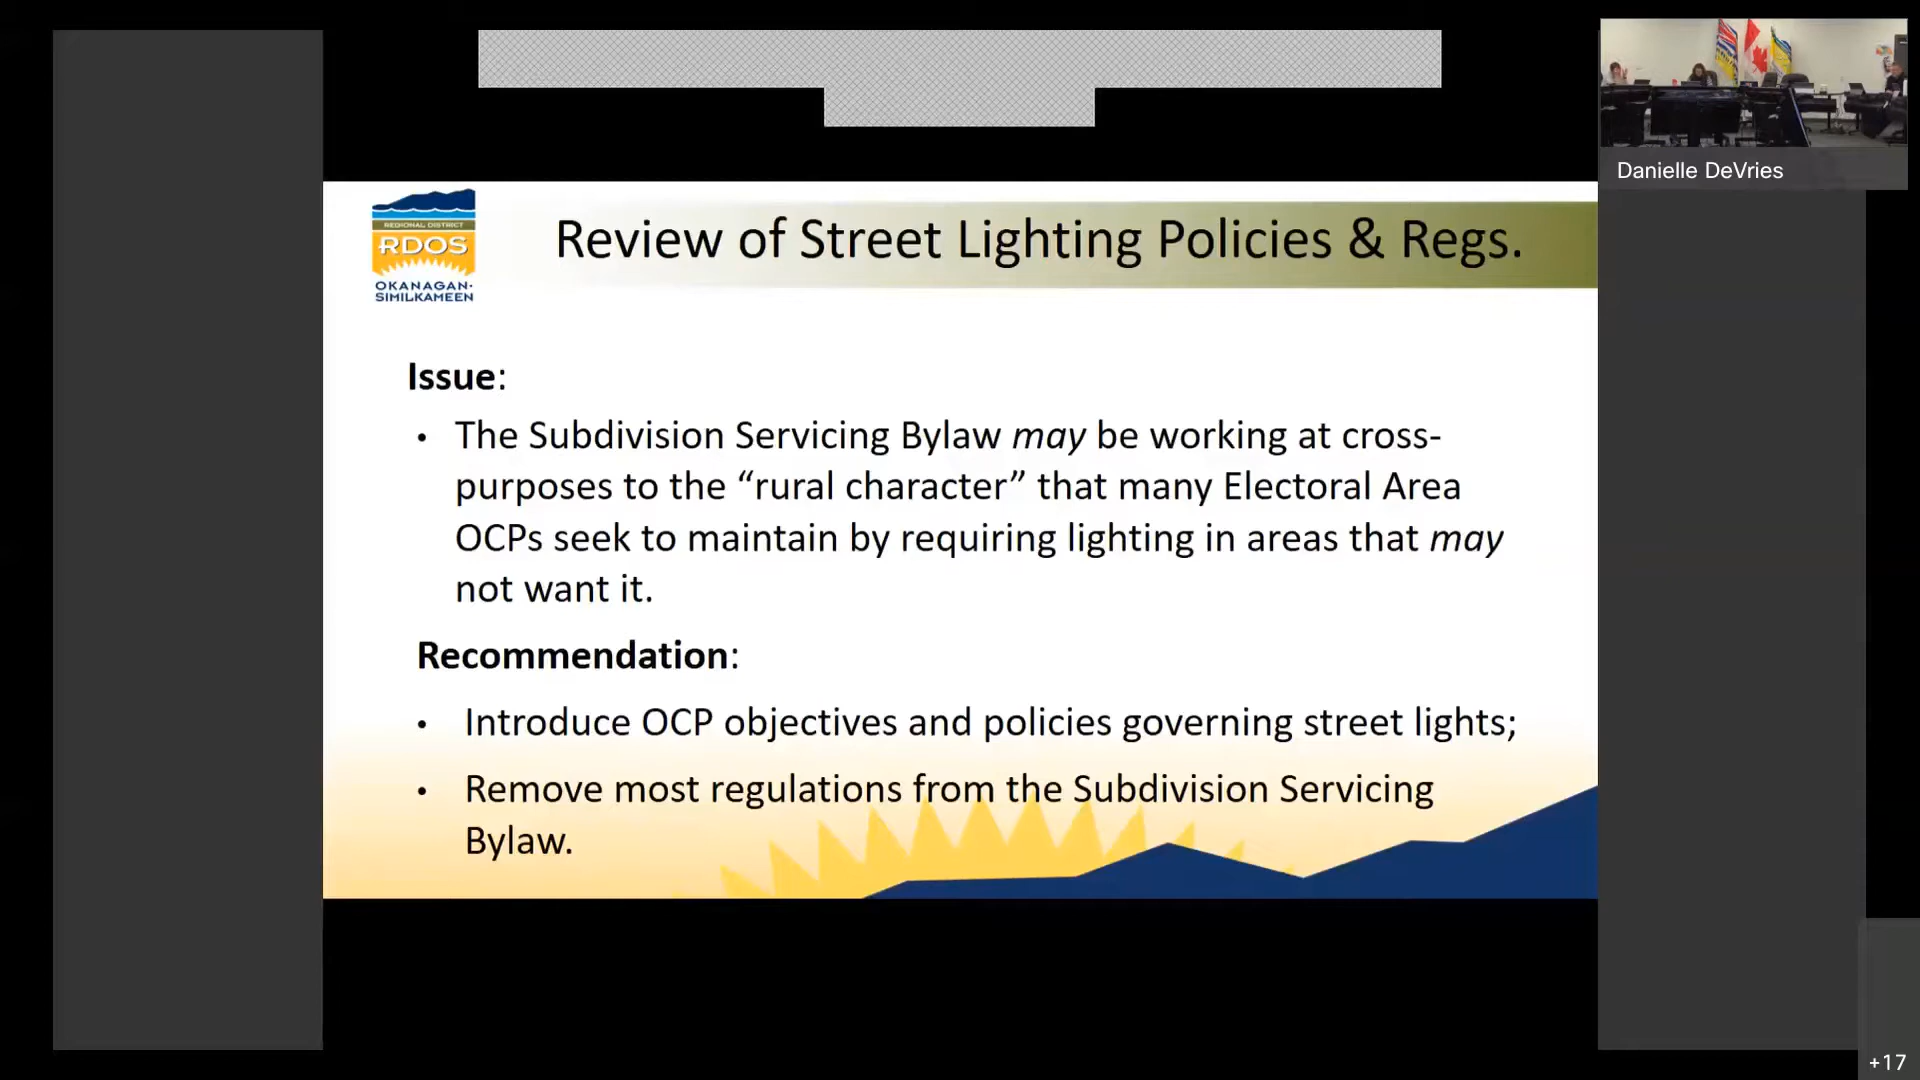 Danielle DeVries
REGIONAL DISTRICT
RDOS
OKANAGAN-
SIMILKAMEEN
Review of Street Lighting Policies & Regs.
Issue:
• The Subdivision Servicing Bylaw may be working at cross-
purposes to the “rural character” that many Electoral Area
OCPs seek to maintain by requiring lighting in areas that may
not want it.
Recommendation:
• Introduce OCP objectives and policies governing street lights;
• Remove most regulations from the Subdivision Servicing
Bylaw.
+17